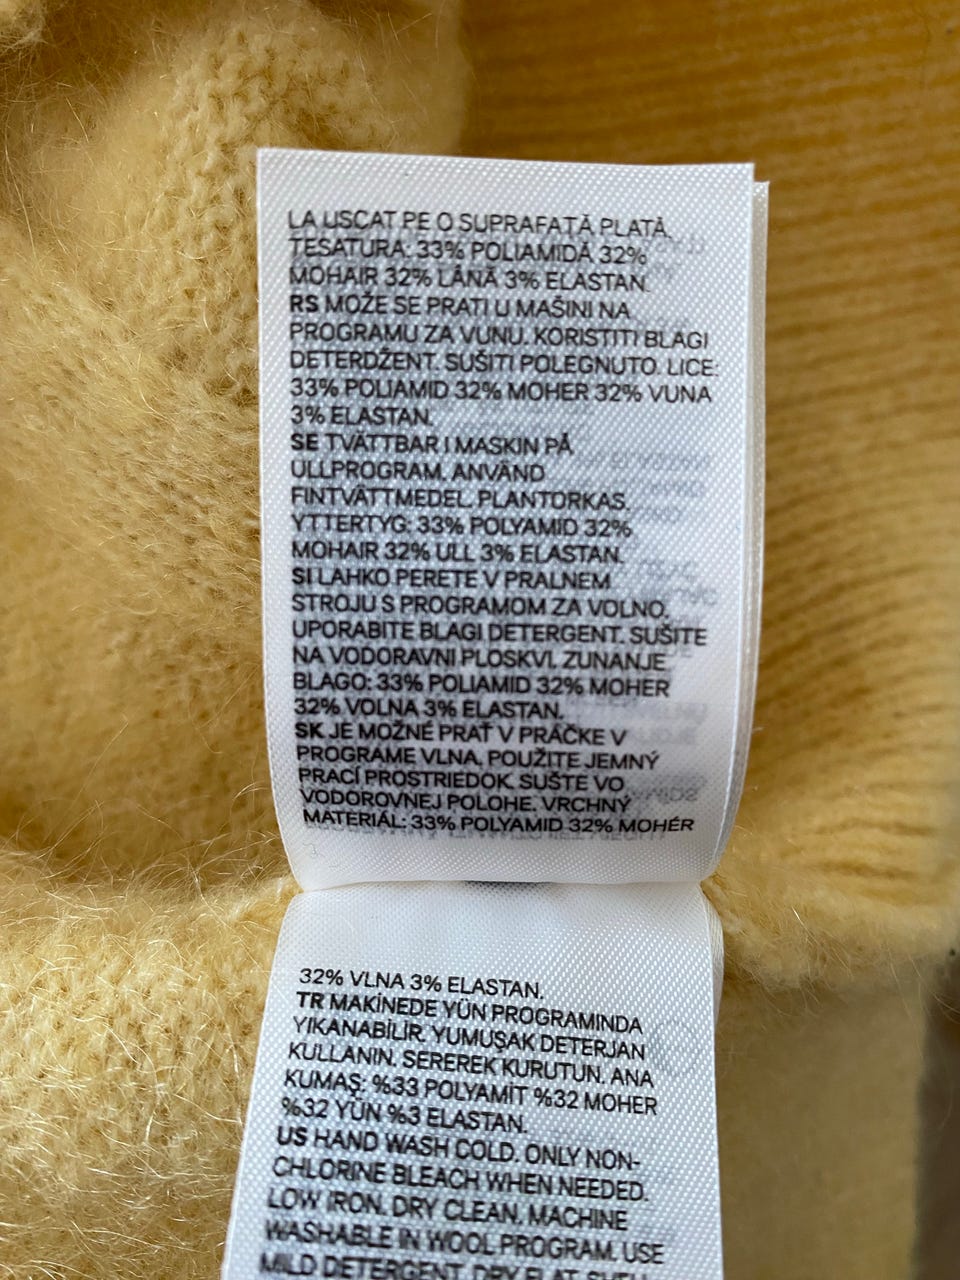 LA USCAT PE O SUPRAFAȚĂ PLATĂ.
ȚESATURA: 33% POLIAMIDĂ 32%
MOHAIR 32% LÂNĂ 3% ELASTAN.
RS MOŽE SE PRATI U MAŠINI NA
PROGRAMU ZA VUNU. KORISTITI BLAGI
DETERDŽENT. SUŠITI POLEGNUTO. LICE:
33% POLIAMID 32% MOHER 32% VUNA
3% ELASTAN.
SE TVÄTTBAR I MASKIN PÅ
ULLPROGRAM. ANVÄND
FINTVÄTTMEDEL. PLANTORKAS.
YTTERTYG: 33% POLYAMID 32%
MOHAIR 32% ULL 3% ELASTAN.
SI LAHKO PERETE V PRALNEM
STROJU S PROGRAMOM ZA VOLNO.
UPORABITE BLAGI DETERGENT. SUŠITE
NA VODORAVNI PLOSKVI. ZUNANJE
BLAGO: 33% POLIAMID 32% MOHER
32% VOLNA 3% ELASTAN.
SK JE MOŽNÉ PRAŤ V PRÁČKE V
PROGRAME VLNA. POUŽITE JEMNÝ
PRACÍ PROSTRIEDOK. SUŠTE VO
VODOROVNEJ POLOHE. VRCHNÝ
MATERIÁL: 33% POLYAMID 32% MOHÉR
32% VLNA 3% ELASTAN.
TR MAKİNEDE YÜN PROGRAMINDA
YIKANABİLİR. YUMUŞAK DETERJAN
KULLANIN. SEREREK KURUTUN. ANA
KUMAŞ: %33 POLYAMİT %32 MOHER
%32 YÜN %3 ELASTAN.
US HAND WASH COLD. ONLY NON-
CHLORINE BLEACH WHEN NEEDED.
LOW IRON. DRY CLEAN. MACHINE
WASHABLE IN WOOL PROGRAM. USE
MILD DETERGENT. DRY FLAT. SHELL